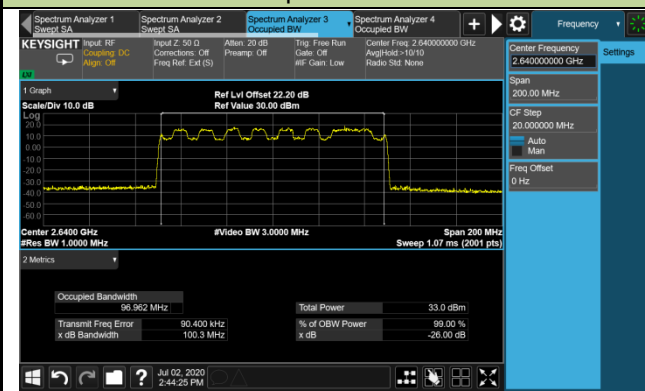 Spectrum Analyzer 1
Swept SA
Spectrum Analyzer 2
Swept SA
Spectrum Analyzer 3
Occupied BW
Spectrum Analyzer 4
Occupied BW
+
Frequency
KEYSIGHT
Input: RF
Coupling: DC
Align: Off
Input Z: 50 Ω
Corrections: Off
Freq Ref: Ext (S)
Atten: 20 dB
Preamp: Off
Trig: Free Run
Gate: Off
#IF Gain: Low
Center Freq: 2.640000000 GHz
Avg|Hold:>10/10
Radio Std: None
Center Frequency
2.640000000 GHz
Settings
Span
200.00 MHz
CF Step
20.000000 MHz
Auto
Man
Freq Offset
0 Hz
1 Graph
Scale/Div 10.0 dB
Ref Lvl Offset 22.20 dB
Ref Value 30.00 dBm
Log
20.0
10.0
0.00
-10.0
-20.0
-30.0
-40.0
-50.0
-60.0
Center 2.6400 GHz
#Video BW 3.0000 MHz
Span 200 MHz
#Res BW 1.0000 MHz
Sweep 1.07 ms (2001 pts)
2 Metrics
Occupied Bandwidth
96.962 MHz
Total Power 33.0 dBm
Transmit Freq Error 90.400 kHz
% of OBW Power 99.00 %
x dB Bandwidth 100.3 MHz
x dB -26.00 dB
?
Jul 02, 2020
2:44:25 PM